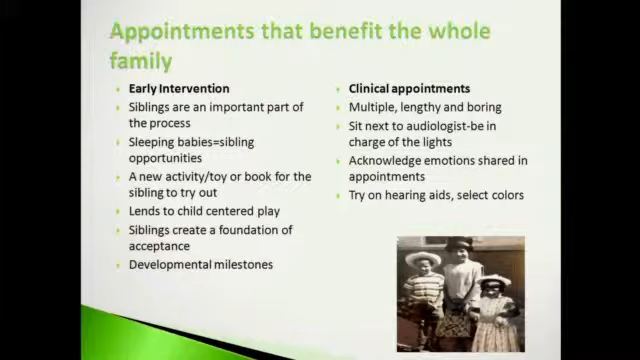 Appointments that benefit the whole
family
Early Intervention
Siblings are an important part of
the process
Sleeping babies=sibling
opportunities
A new activity/toy or book for the
sibling to try out
Lends to child centered play
Siblings create a foundation of
acceptance
Developmental milestones
Clinical appointments
Multiple, lengthy and boring
Sit next to audiologist-be in
charge of the lights
Acknowledge emotions shared in
appointments
Try on hearing aids, select colors